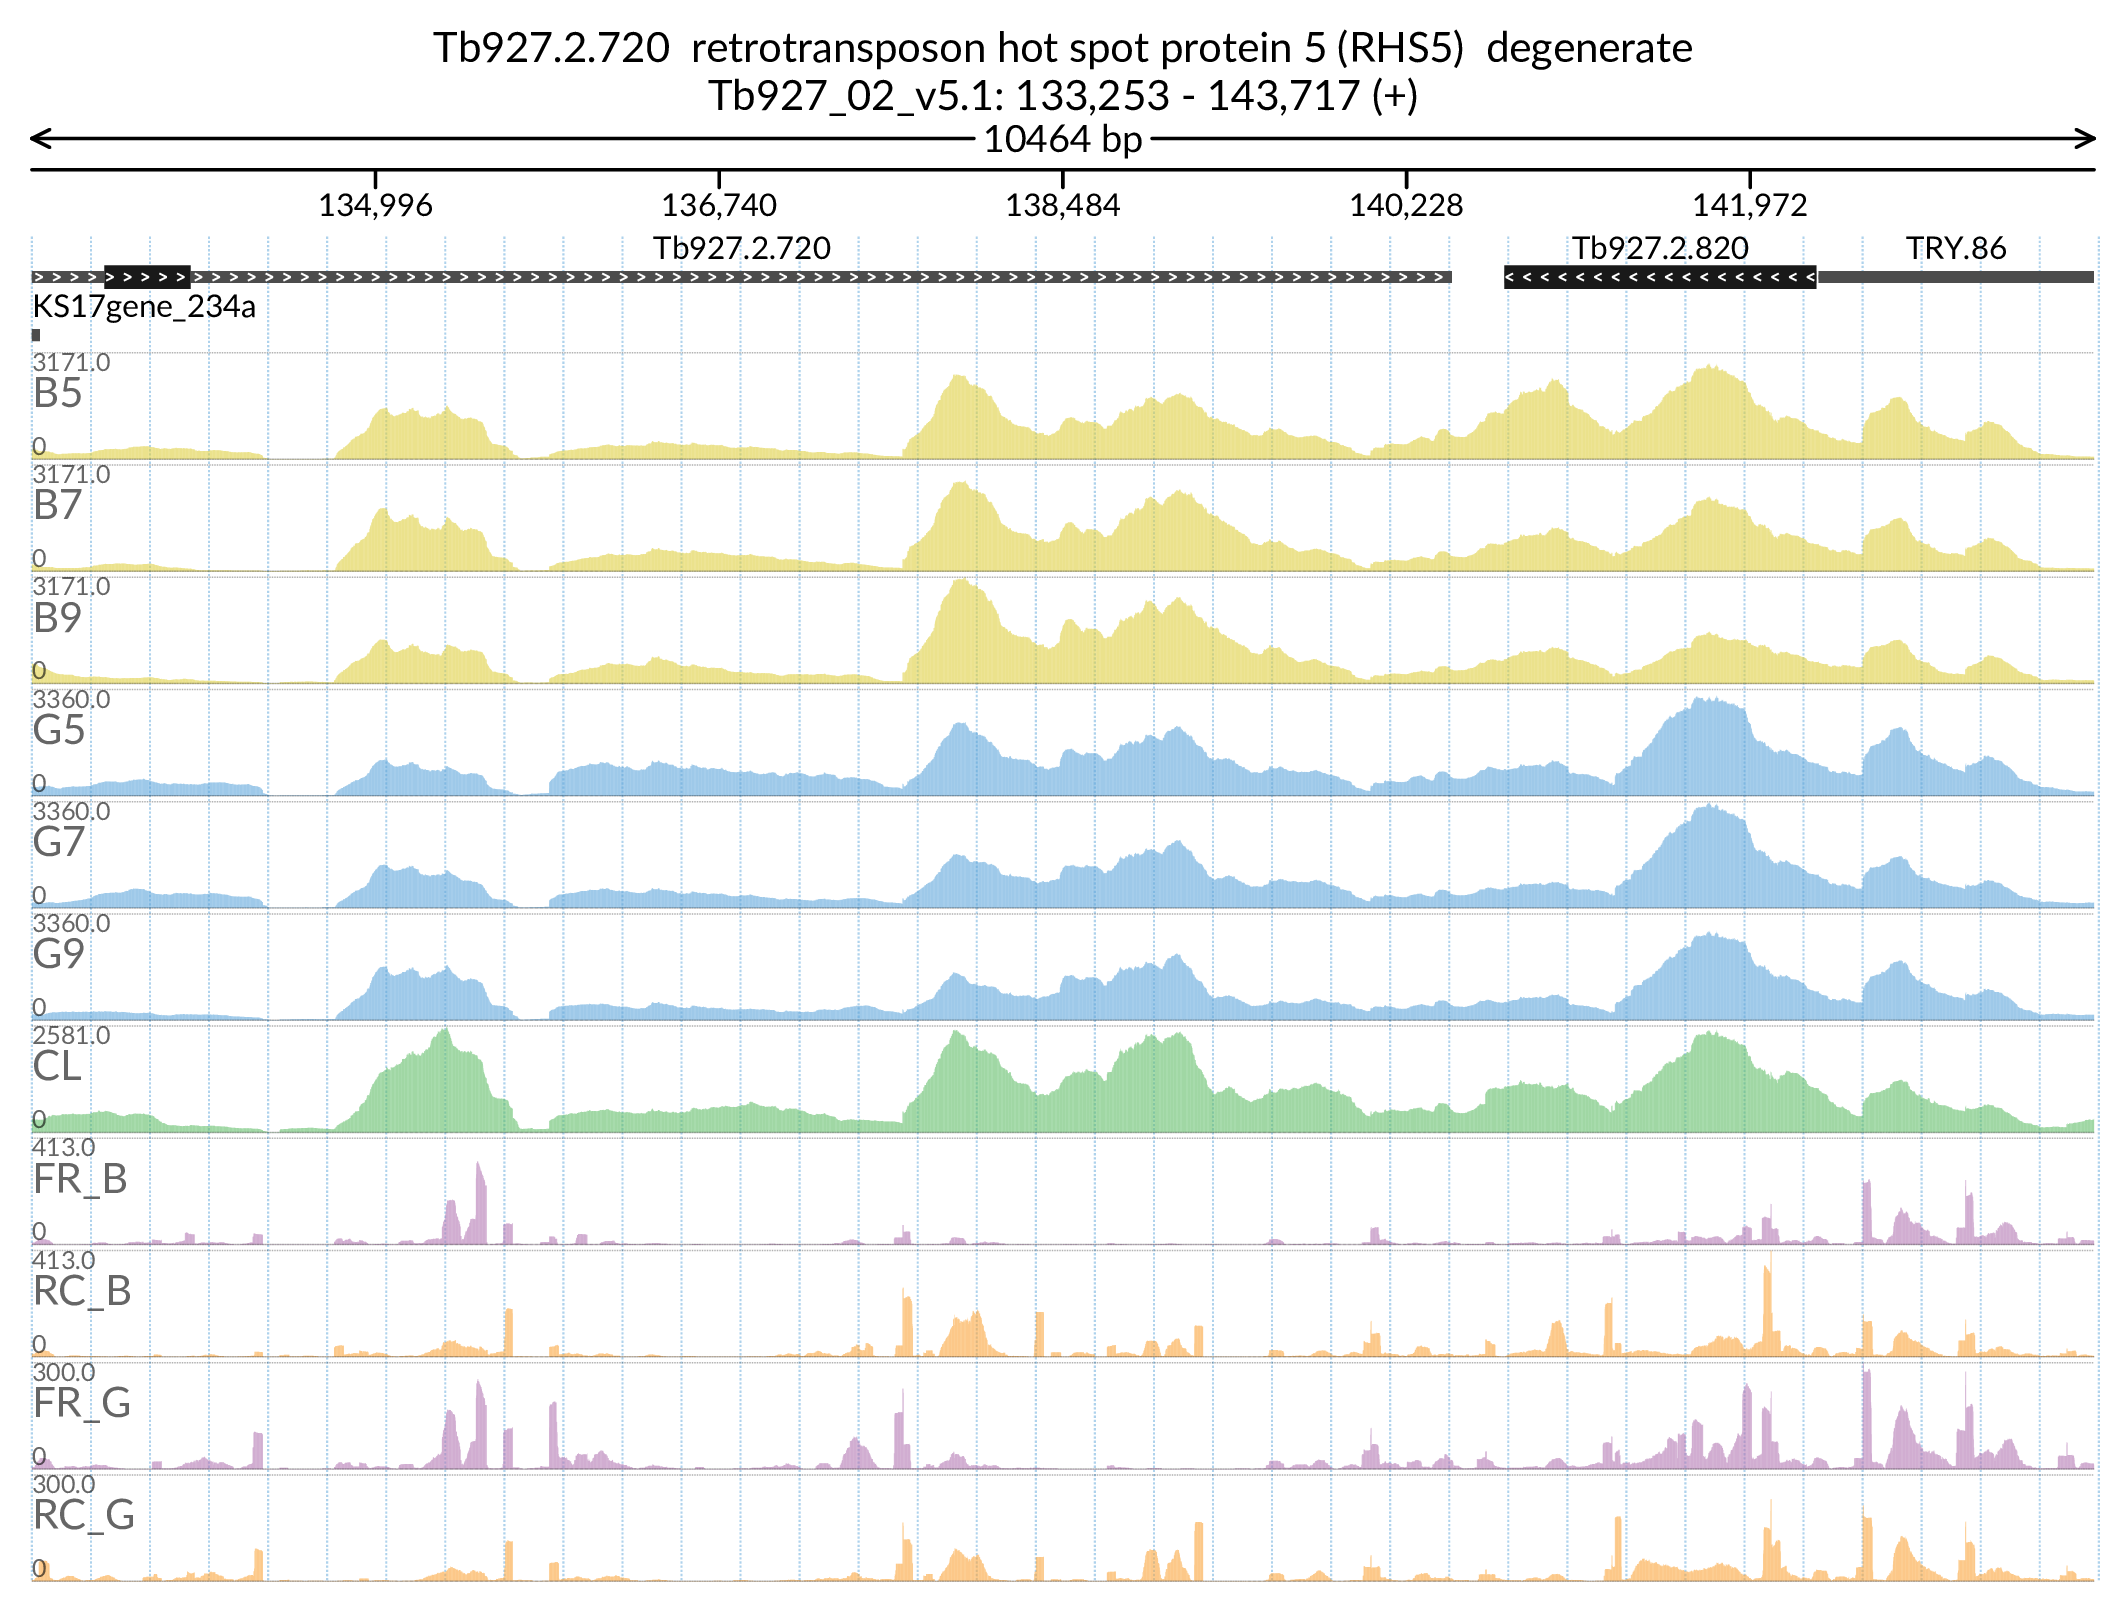 Tb927.2.720  retrotransposon hot spot protein 5 (RHS5)  degenerate
Tb927_02_v5.1: 133,253 - 143,717 (+)
10464 bp
134,996 136,740 138,484 140,228 141,972
Tb927.2.720 Tb927.2.820 TRY.86
KS17gene_234a
3171.0
B5
0
3171.0
B7
0
3171.0
B9
0
3360.0
G5
0
3360.0
G7
0
3360.0
G9
0
2581.0
CL
0
413.0
FR_B
0
413.0
RC_B
0
300.0
FR_G
0
300.0
RC_G
0